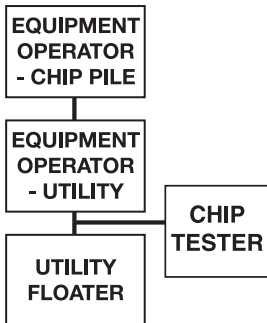 EQUIPMENT
OPERATOR
- CHIP PILE
EQUIPMENT
OPERATOR
- UTILITY
CHIP
TESTER
UTILITY
FLOATER